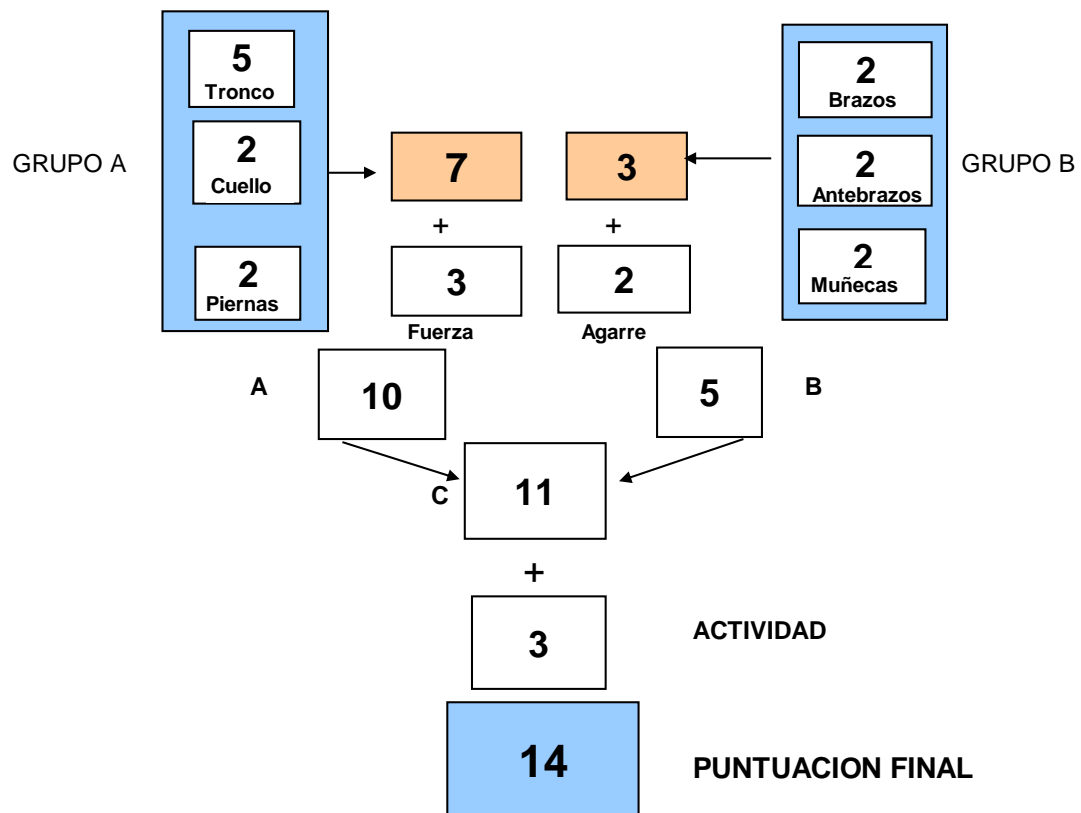 GRUPO A
5
Tronco
2
Cuello
2
Piernas
7
+
3
Fuerza
3
+
2
Agarre
2
Brazos
2
Antebrazos
2
Muñecas
GRUPO B
A
10
5
B
C
11
+
3
ACTIVIDAD
14
PUNTUACION FINAL